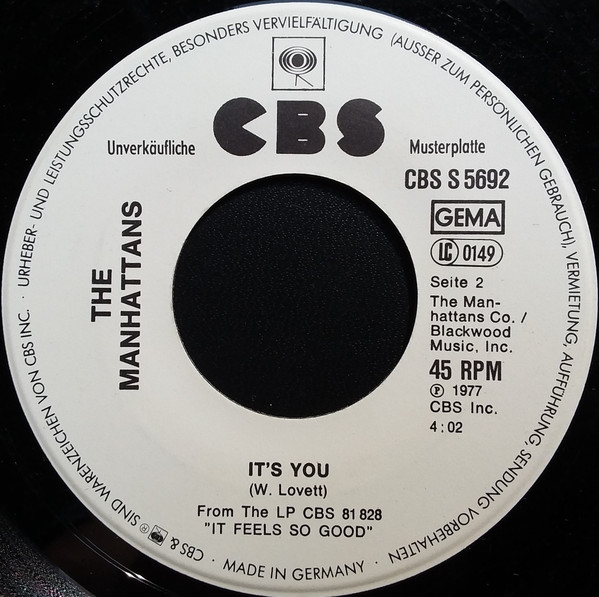 URHEBER- UND LEISTUNGSSCHUTZRECHTE, BESONDERS VERVIELFÄLTIGUNG (AUSSER ZUM PERSÖNLICHEN GEBRAUCH), VERMIETUNG, AUFFÜHRUNG, SENDUNG VORBEHALTEN
CBS
Unverkäufliche
Musterplatte
CBS S 5692
GEMA
LC 0149
THE
MANHATTANS
Seite 2
The Man-
hattans Co. /
Blackwood
Music, Inc.
45 RPM
℗ 1977
CBS Inc.
4:02
IT'S YOU
(W. Lovett)
From The LP CBS 81 828
"IT FEELS SO GOOD"
· MADE IN GERMANY ·
CBS & ® SIND WARENZEICHEN VON CBS INC. ·